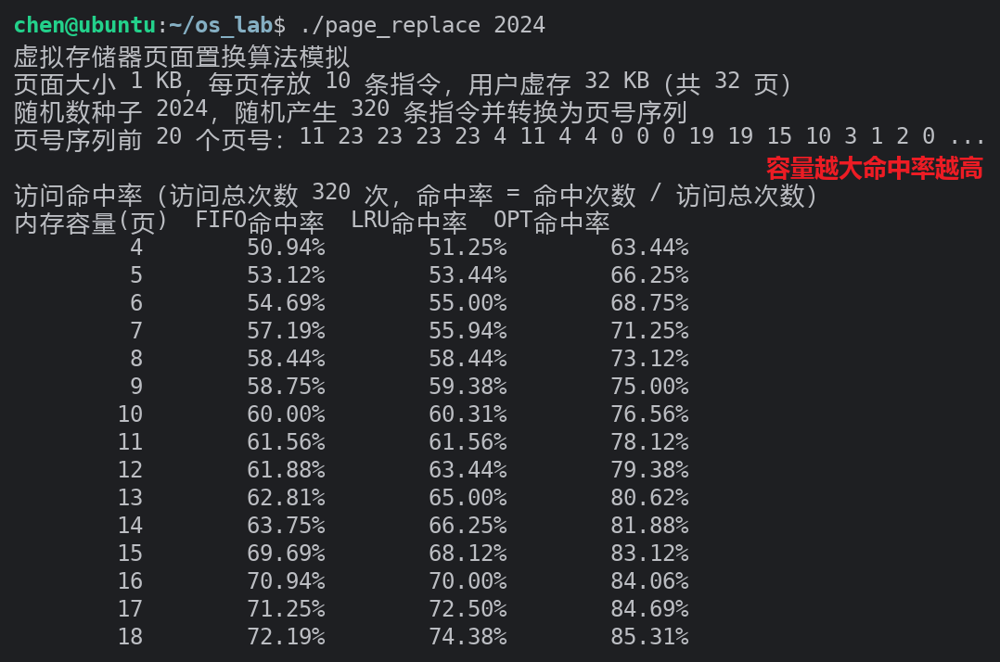 chen@ubuntu:~/os_lab$ ./page_replace 2024
虚拟存储器页面置换算法模拟
页面大小 1 KB，每页存放 10 条指令，用户虚存 32 KB（共 32 页）
随机数种子 2024，随机产生 320 条指令并转换为页号序列
页号序列前 20 个页号：11 23 23 23 23 4 11 4 4 0 0 0 19 19 15 10 3 1 2 0 ...
容量越大命中率越高
访问命中率（访问总次数 320 次，命中率 = 命中次数 / 访问总次数）
内存容量(页) FIFO命中率 LRU命中率 OPT命中率
4 50.94% 51.25% 63.44%
5 53.12% 53.44% 66.25%
6 54.69% 55.00% 68.75%
7 57.19% 55.94% 71.25%
8 58.44% 58.44% 73.12%
9 58.75% 59.38% 75.00%
10 60.00% 60.31% 76.56%
11 61.56% 61.56% 78.12%
12 61.88% 63.44% 79.38%
13 62.81% 65.00% 80.62%
14 63.75% 66.25% 81.88%
15 69.69% 68.12% 83.12%
16 70.94% 70.00% 84.06%
17 71.25% 72.50% 84.69%
18 72.19% 74.38% 85.31%